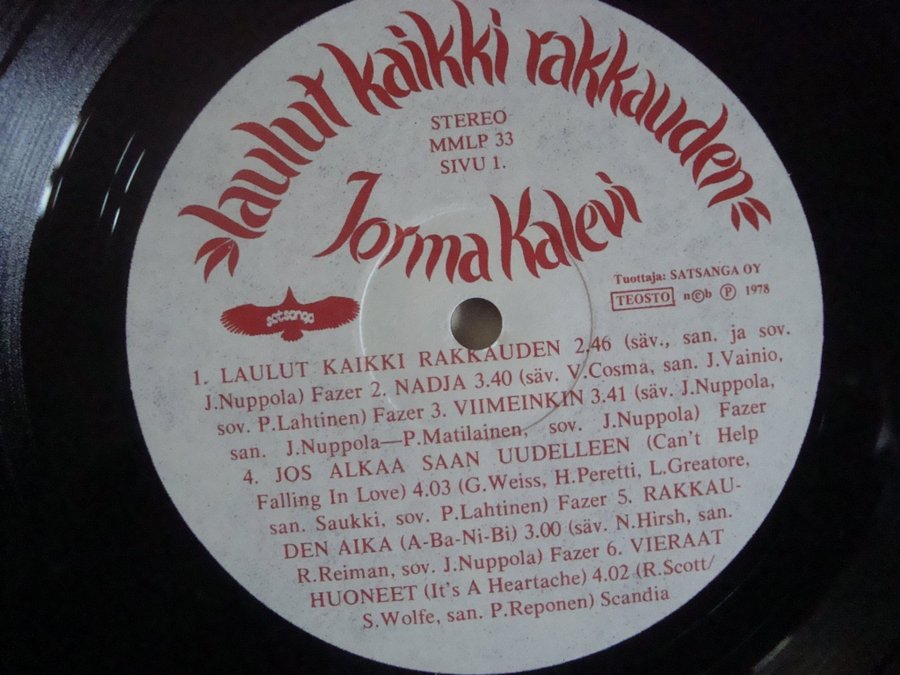 laulut kaikki rakkauden
STEREO
MMLP 33
SIVU 1.
Jorma Kalevi
Tuottaja: SATSANGA OY
TEOSTO n©b Ⓟ 1978
satsanga
1. LAULUT KAIKKI RAKKAUDEN 2.46 (säv., san. ja sov.
J.Nuppola) Fazer 2. NADJA 3.40 (säv. V.Cosma, san. J.Vainio,
sov. P.Lahtinen) Fazer 3. VIIMEINKIN 3.41 (säv. J.Nuppola,
san. J.Nuppola—P.Matilainen, sov. J.Nuppola) Fazer
4. JOS ALKAA SAAN UUDELLEEN (Can't Help
Falling In Love) 4.03 (G.Weiss, H.Peretti, L.Greatore,
san. Saukki, sov. P.Lahtinen) Fazer 5. RAKKAU-
DEN AIKA (A-Ba-Ni-Bi) 3.00 (säv. N.Hirsh, san.
R.Reiman, sov. J.Nuppola) Fazer 6. VIERAAT
HUONEET (It's A Heartache) 4.02 (R.Scott/
S.Wolfe, san. P.Reponen) Scandia